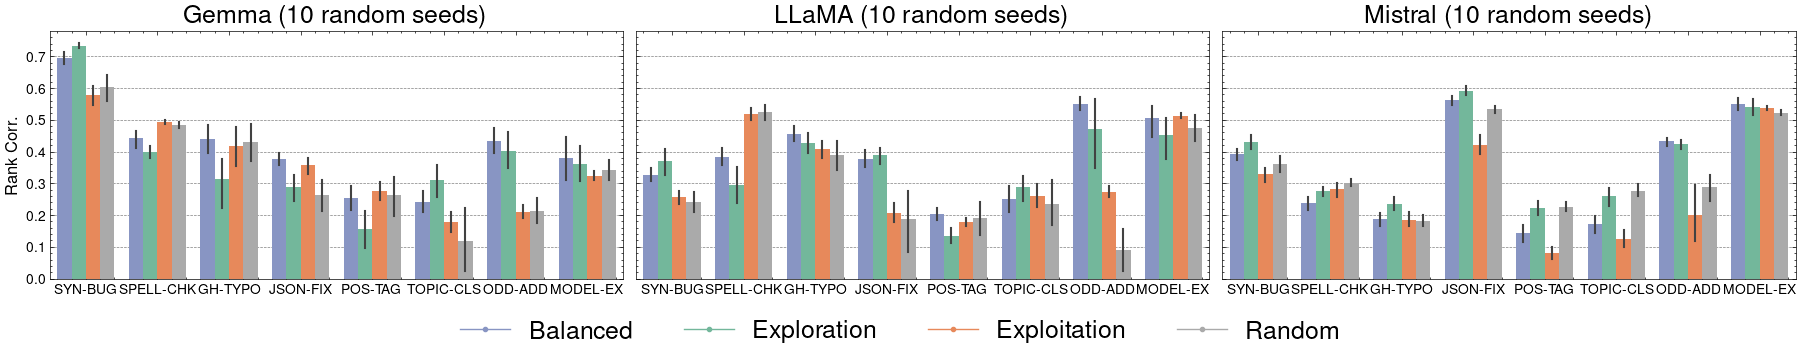 Gemma (10 random seeds)
LLaMA (10 random seeds)
Mistral (10 random seeds)
Rank Corr.
0.7
0.6
0.5
0.4
0.3
0.2
0.1
0.0
SYN-BUG SPELL-CHK GH-TYPO JSON-FIX POS-TAG TOPIC-CLS ODD-ADD MODEL-EX
SYN-BUG SPELL-CHK GH-TYPO JSON-FIX POS-TAG TOPIC-CLS ODD-ADD MODEL-EX
SYN-BUG SPELL-CHK GH-TYPO JSON-FIX POS-TAG TOPIC-CLS ODD-ADD MODEL-EX
Balanced Exploration Exploitation Random